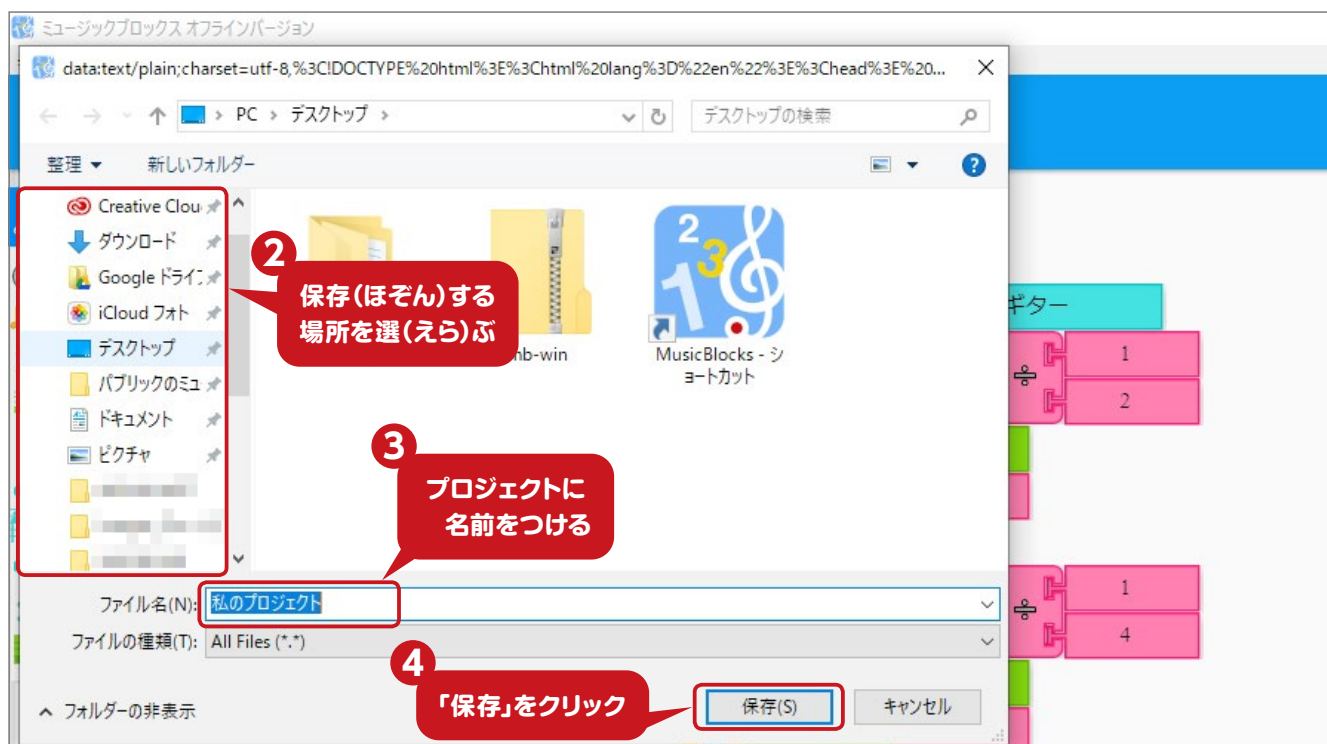 ミュージックブロックス オフラインバージョン
data:text/plain;charset=utf-8,%3C!DOCTYPE%20html%3E%3Chtml%20lang%3D%22en%22%3E%3Chead%3E%20...
PC > デスクトップ >
デスクトップの検索
整理
新しいフォルダー
Creative Clou
ダウンロード
Google ドライブ
iCloud フォト
デスクトップ
パブリックのミュ
ドキュメント
ピクチャ
2
保存(ほぞん)する
場所を選(えら)ぶ
nb-win
1 2 3
MusicBlocks - シ
ョートカット
ギター
÷
1
2
3
プロジェクトに
名前をつける
ファイル名(N):
私のプロジェクト
ファイルの種類(T):
All Files (*.*)
÷
1
4
4
「保存」をクリック
フォルダーの非表示
保存(S)
キャンセル